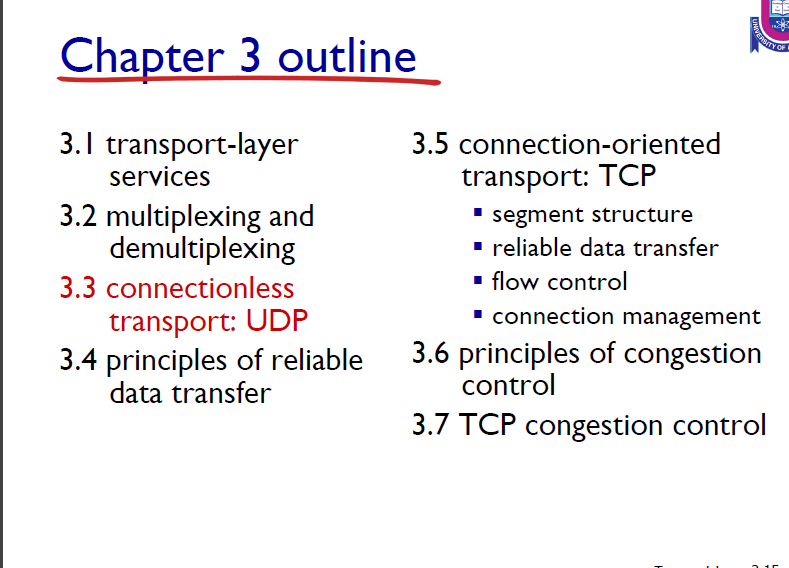 Chapter 3 outline
3.1 transport-layer
services
3.2 multiplexing and
demultiplexing
3.3 connectionless
transport: UDP
3.4 principles of reliable
data transfer
3.5 connection-oriented
transport: TCP
▪ segment structure
▪ reliable data transfer
▪ flow control
▪ connection management
3.6 principles of congestion
control
3.7 TCP congestion control
UNIVERSITY OF